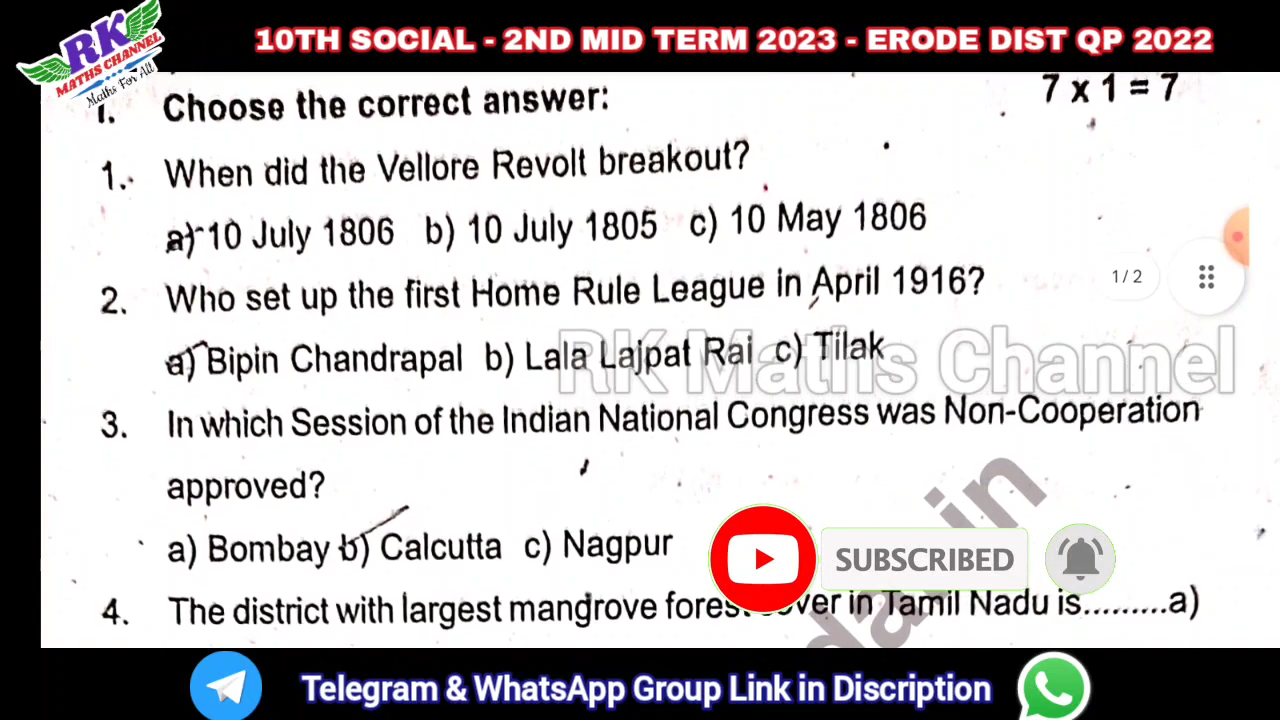 10TH SOCIAL - 2ND MID TERM 2023 - ERODE DIST QP 2022
RK
MATHS CHANNEL
Maths For All
I. Choose the correct answer: 7 x 1 = 7
1. When did the Vellore Revolt breakout?
a) 10 July 1806 b) 10 July 1805 c) 10 May 1806
2. Who set up the first Home Rule League in April 1916?
1/2
a) Bipin Chandrapal b) Lala Lajpat Rai c) Tilak
RK Maths Channel
3. In which Session of the Indian National Congress was Non-Cooperation
approved?
a) Bombay b) Calcutta c) Nagpur
SUBSCRIBED
4. The district with largest mangrove forest cover in Tamil Nadu is.........a)
Telegram & WhatsApp Group Link in Discription